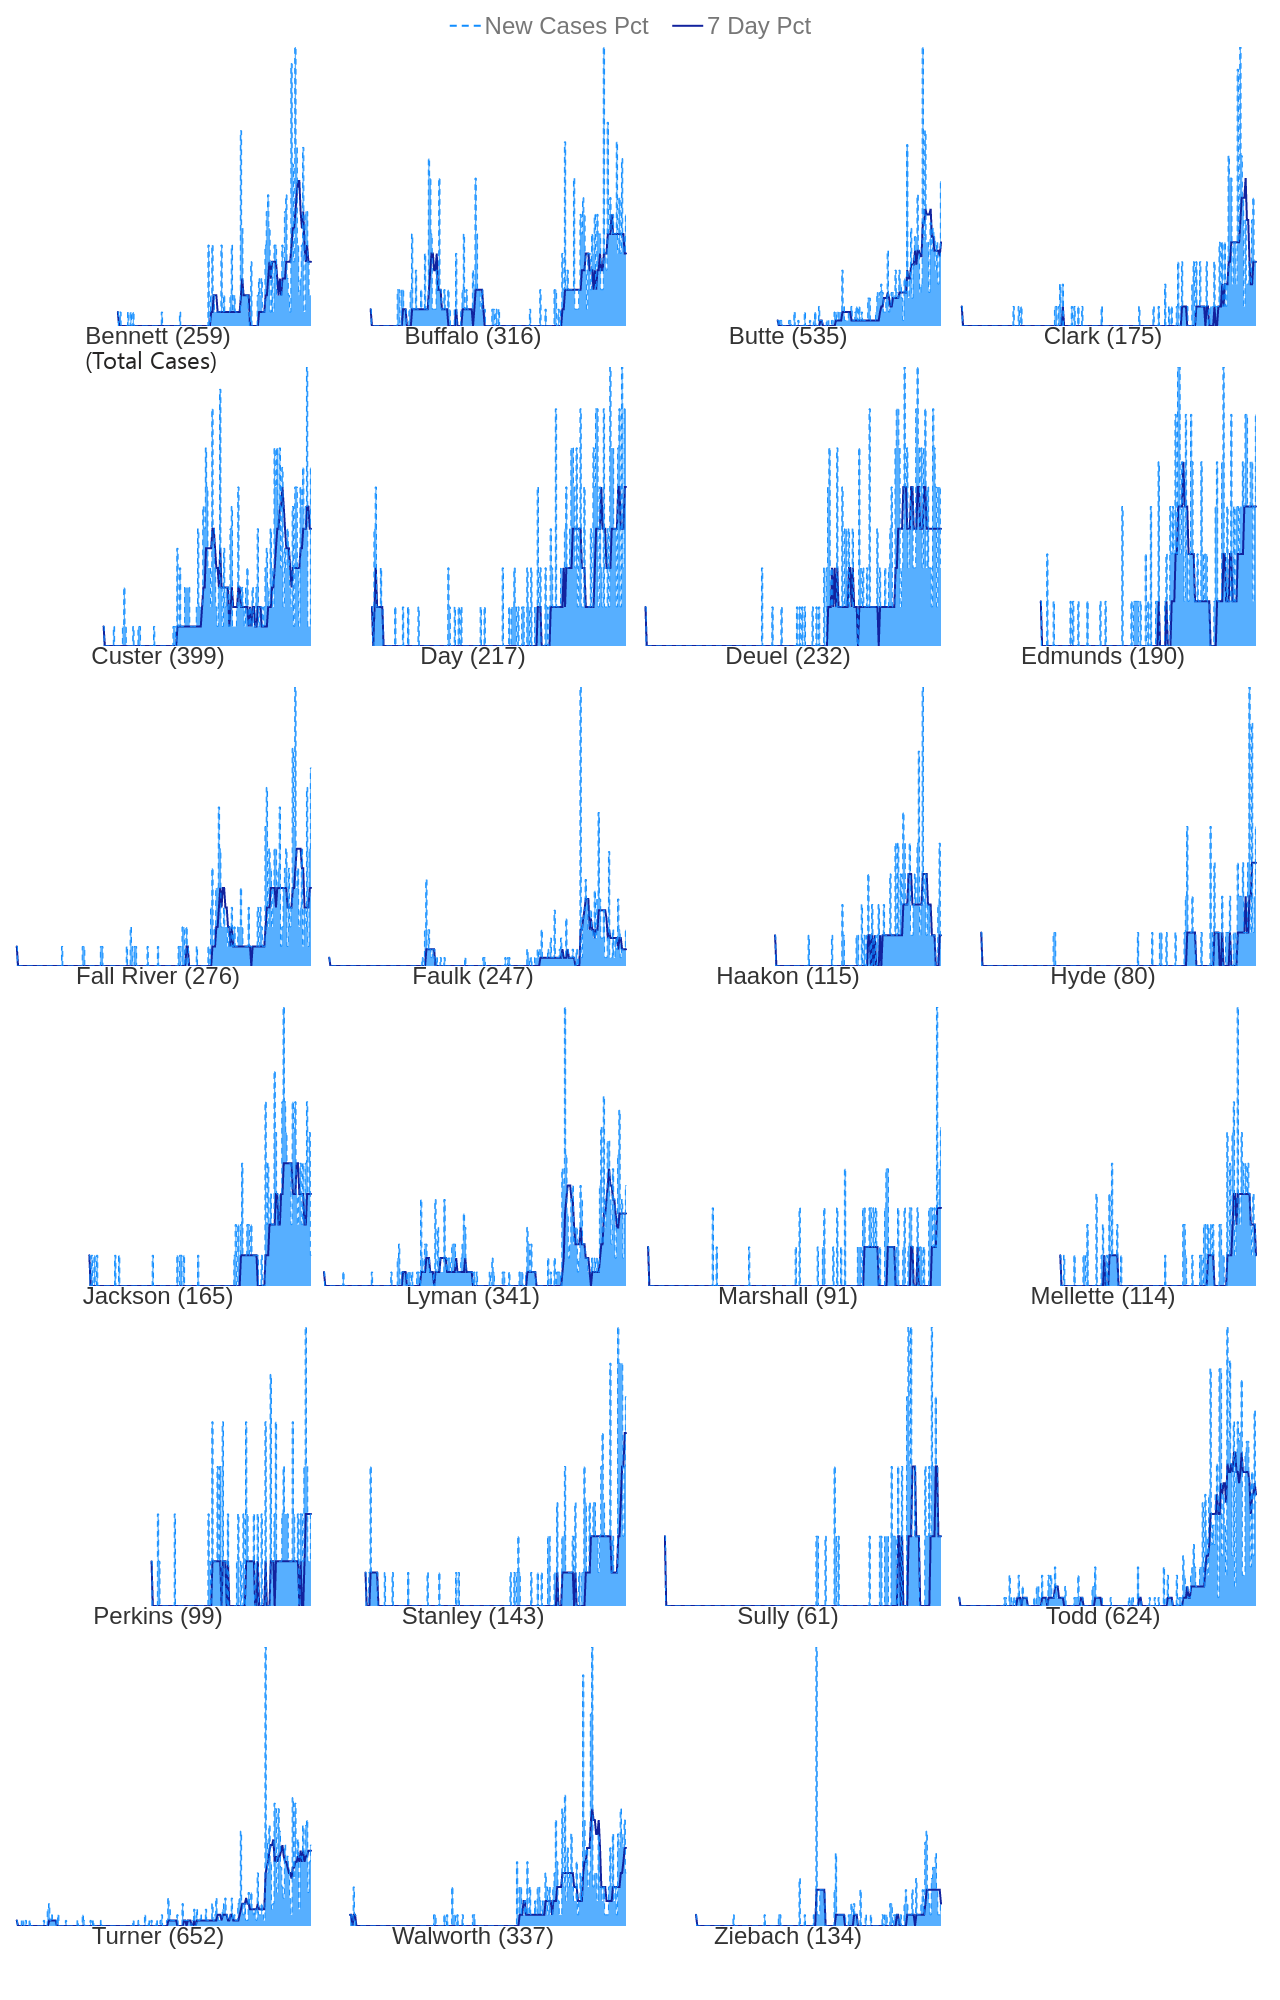 New Cases Pct 7 Day Pct
Bennett (259) Buffalo (316) Butte (535) Clark (175)
(Total Cases)
Custer (399) Day (217) Deuel (232) Edmunds (190)
Fall River (276) Faulk (247) Haakon (115) Hyde (80)
Jackson (165) Lyman (341) Marshall (91) Mellette (114)
Perkins (99) Stanley (143) Sully (61) Todd (624)
Turner (652) Walworth (337) Ziebach (134)